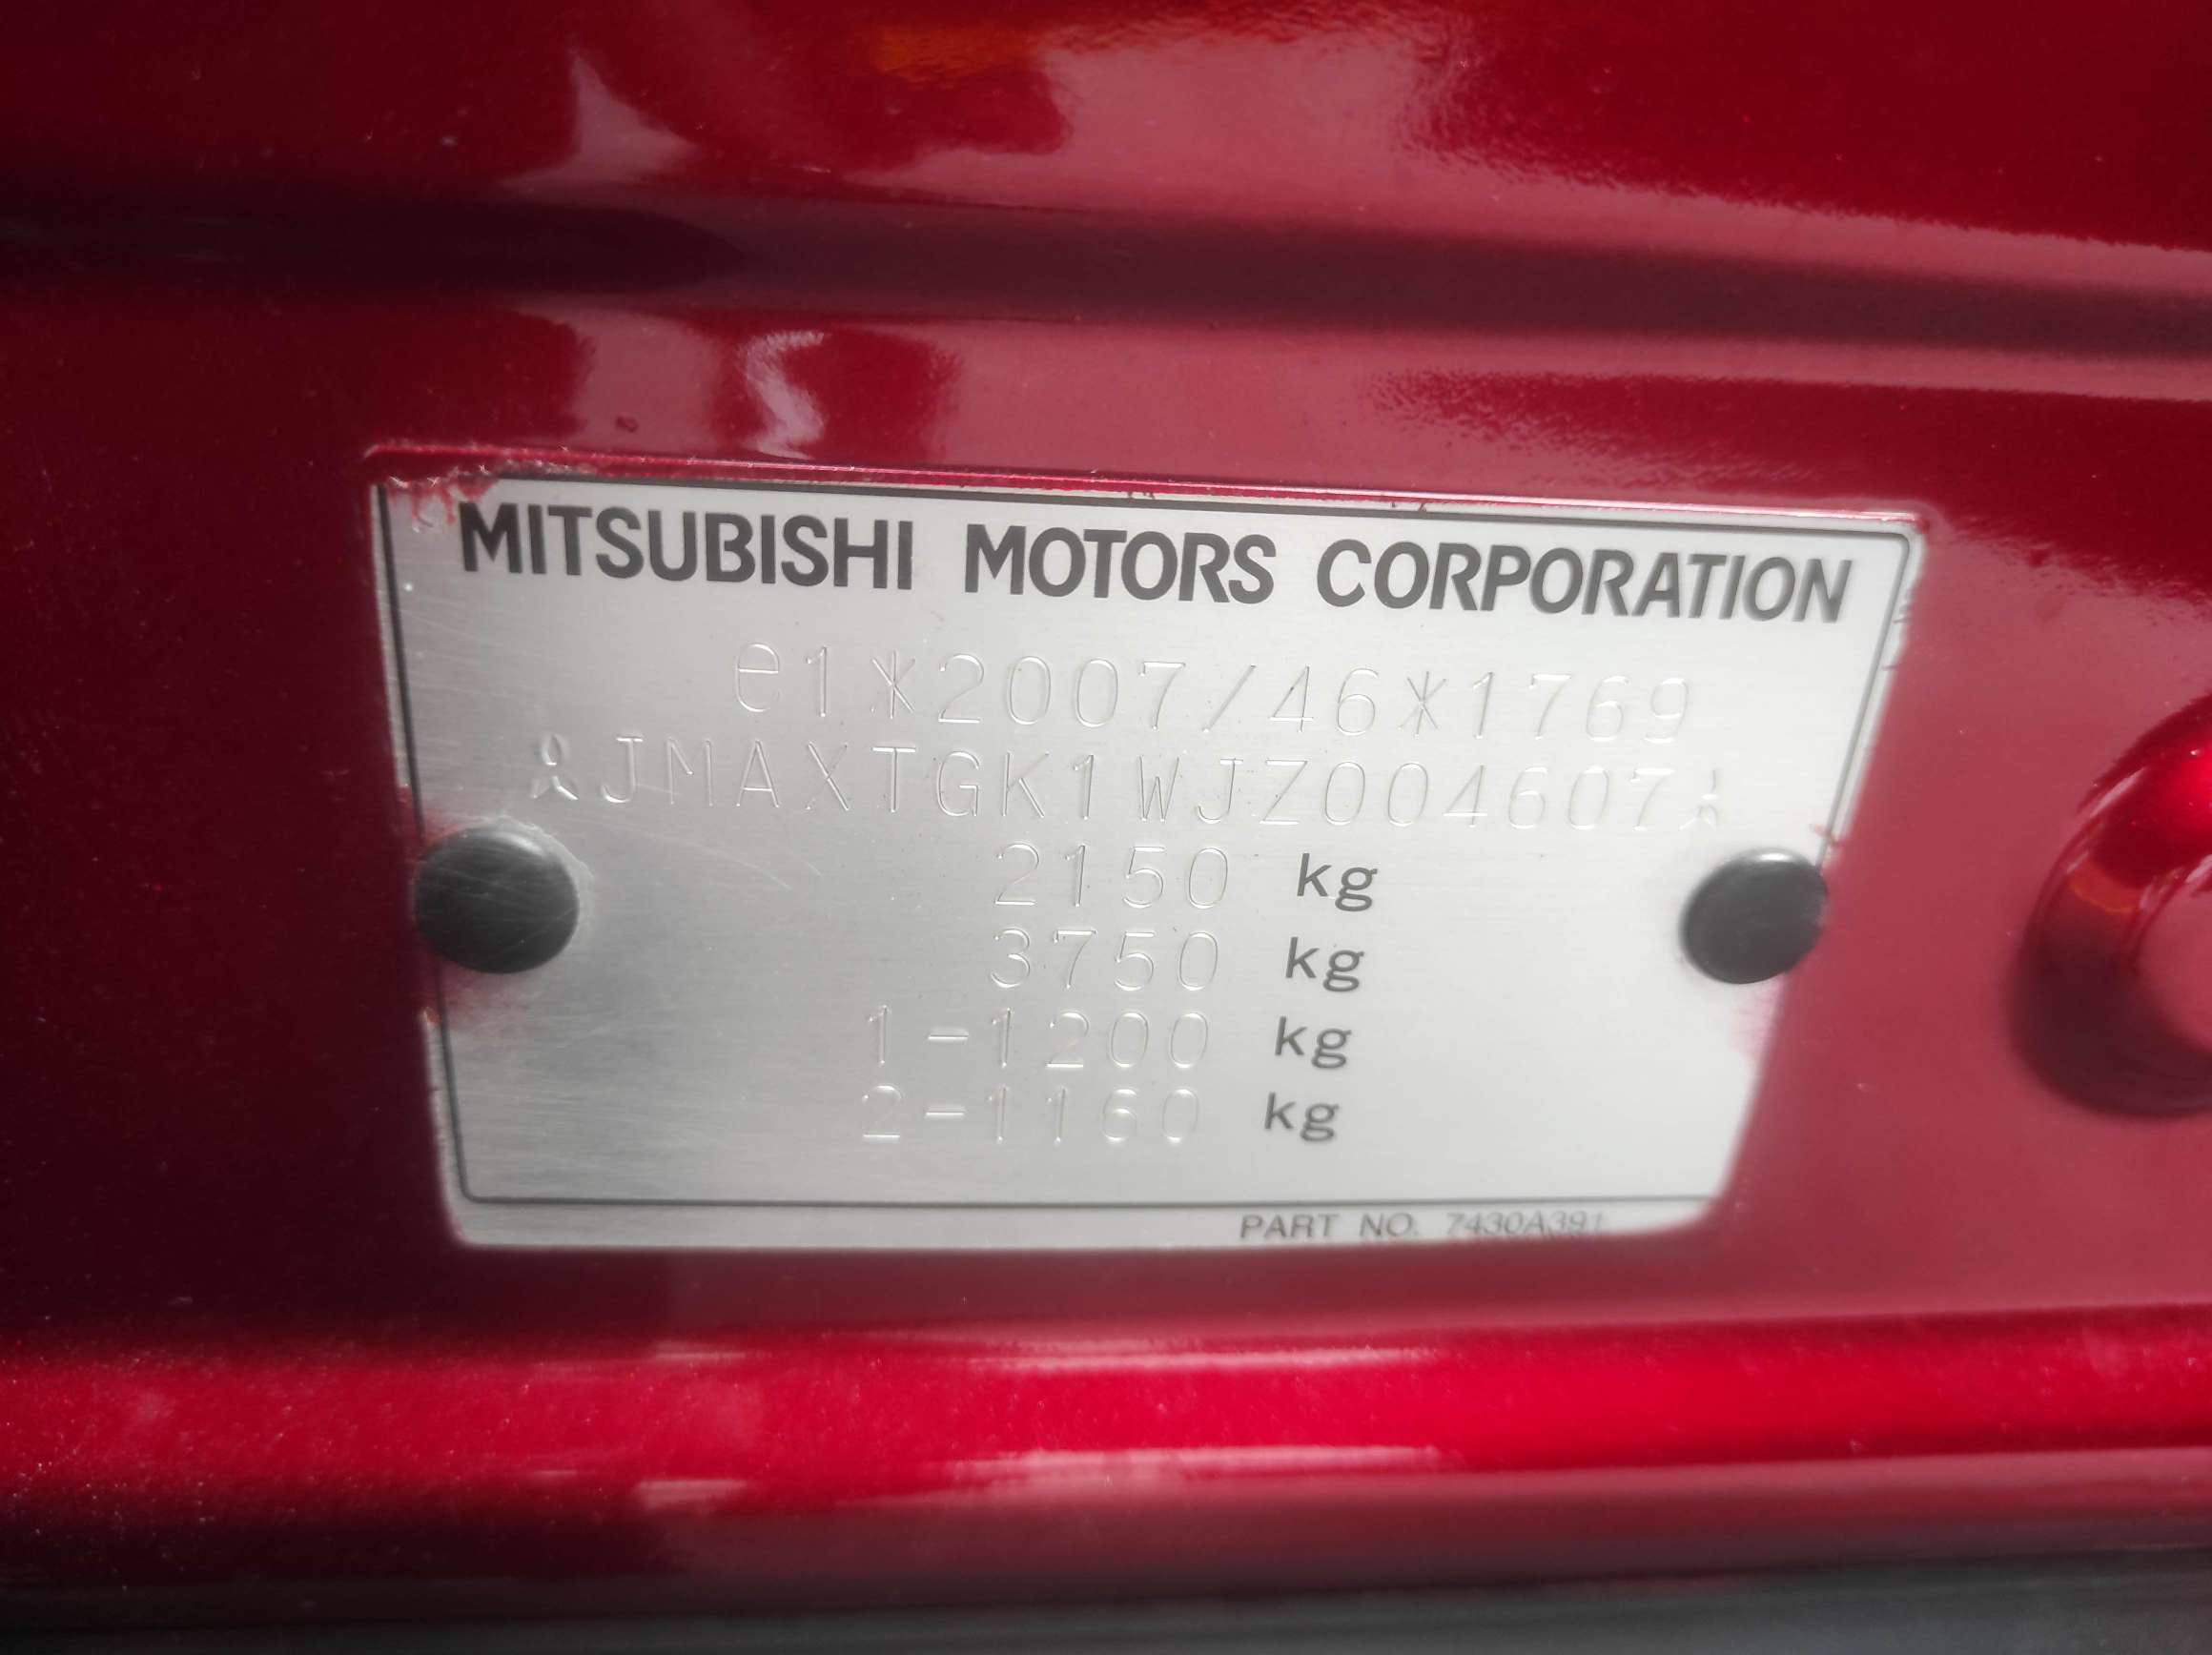 MITSUBISHI MOTORS CORPORATION
e1*2007/46*1769
JMAXTGK1WJZ004607
2150 kg
3750 kg
1-1200 kg
2-1160 kg
PART NO. 7430A391